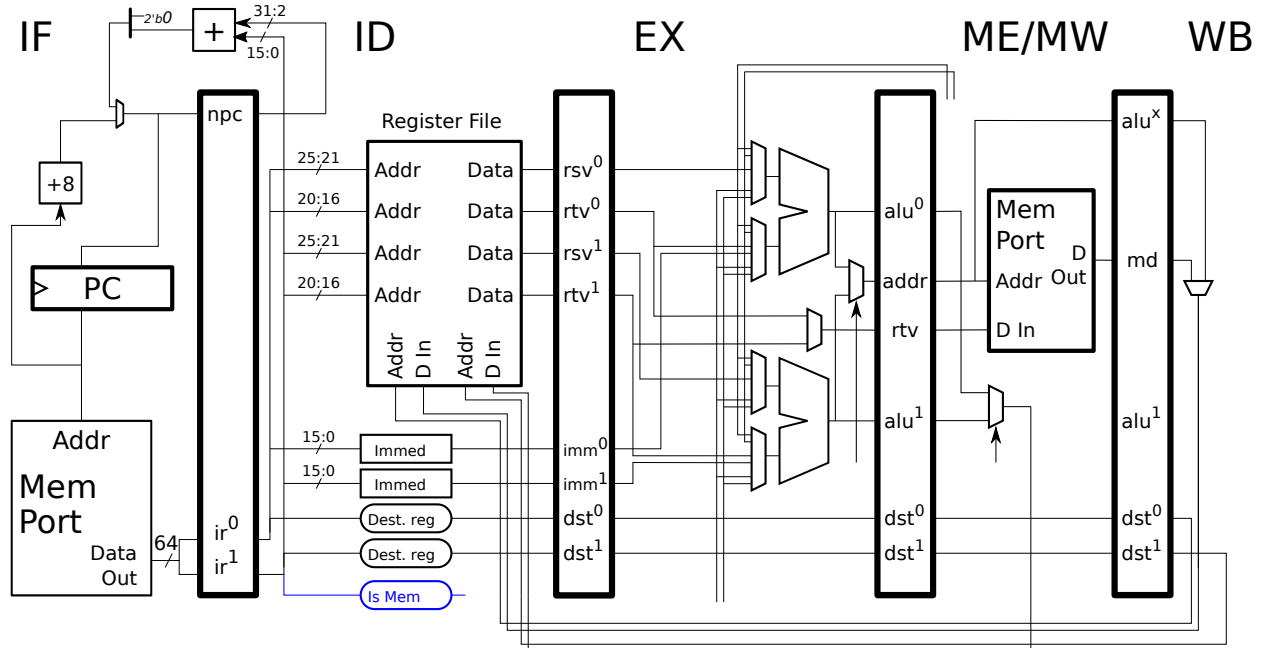 IF
ID
EX
ME/MW
WB
2'b0
+
31:2
15:0
npc
+8
PC
Addr
Mem
Port
Data
Out
64
ir0
ir1
Register File
25:21
Addr
Data
20:16
Addr
Data
25:21
Addr
Data
20:16
Addr
Data
Addr
D In
Addr
D In
15:0
Immed
15:0
Immed
Dest. reg
Dest. reg
Is Mem
rsv0
rtv0
rsv1
rtv1
imm0
imm1
dst0
dst1
alu0
addr
rtv
alu1
dst0
dst1
Mem
Port
D
Out
Addr
D In
alux
md
alu1
dst0
dst1